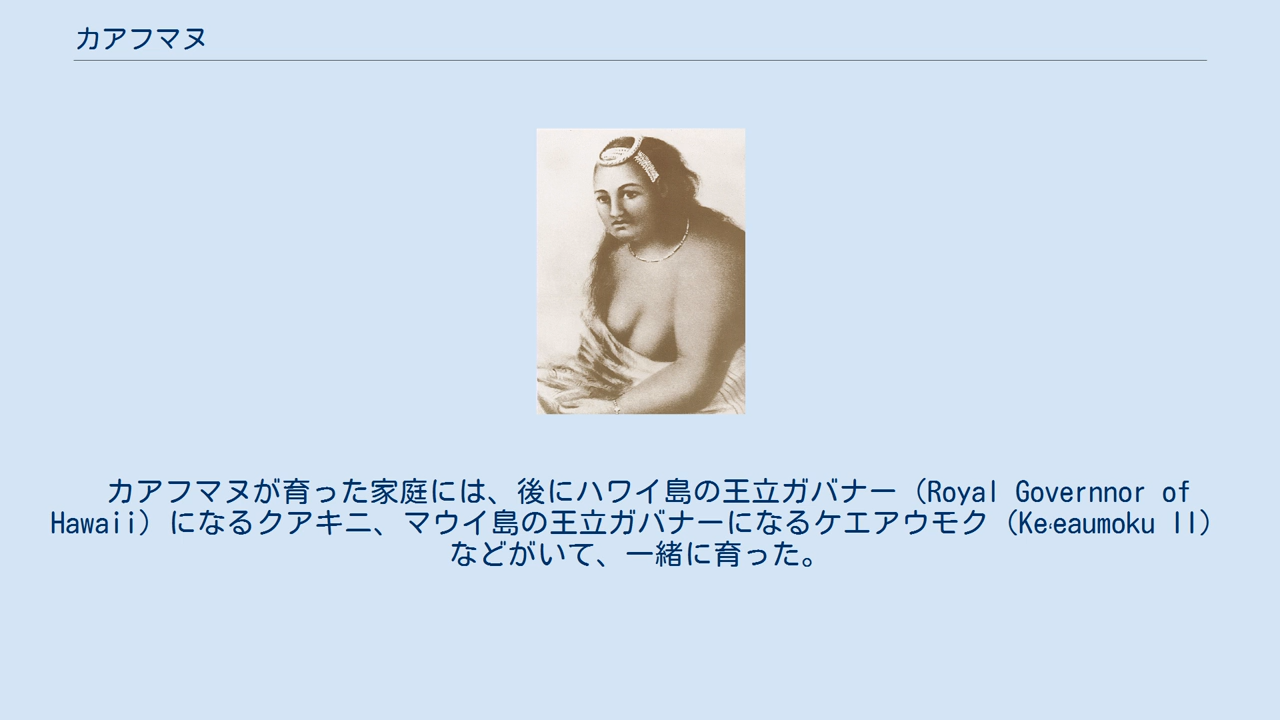 カアフマヌ
カアフマヌが育った家庭には、後にハワイ島の王立ガバナー（Royal Governnor of
Hawaii）になるクアキニ、マウイ島の王立ガバナーになるケエアウモク（Keʻeaumoku II）
などがいて、一緒に育った。